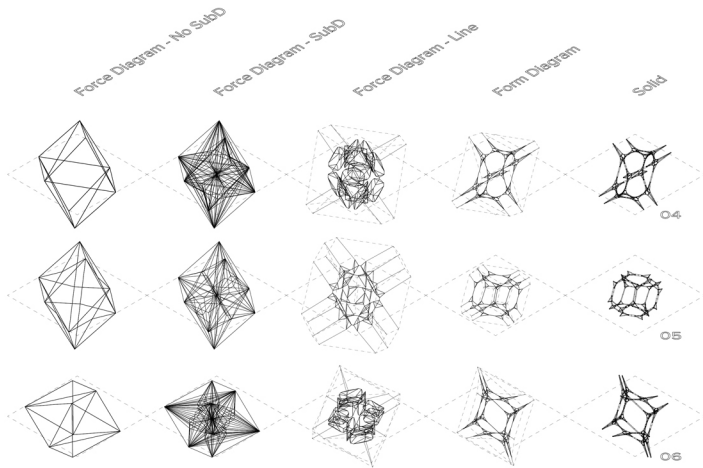 Force Diagram - No SubD
Force Diagram - SubD
Force Diagram - Line
Form Diagram
Solid
04
05
06